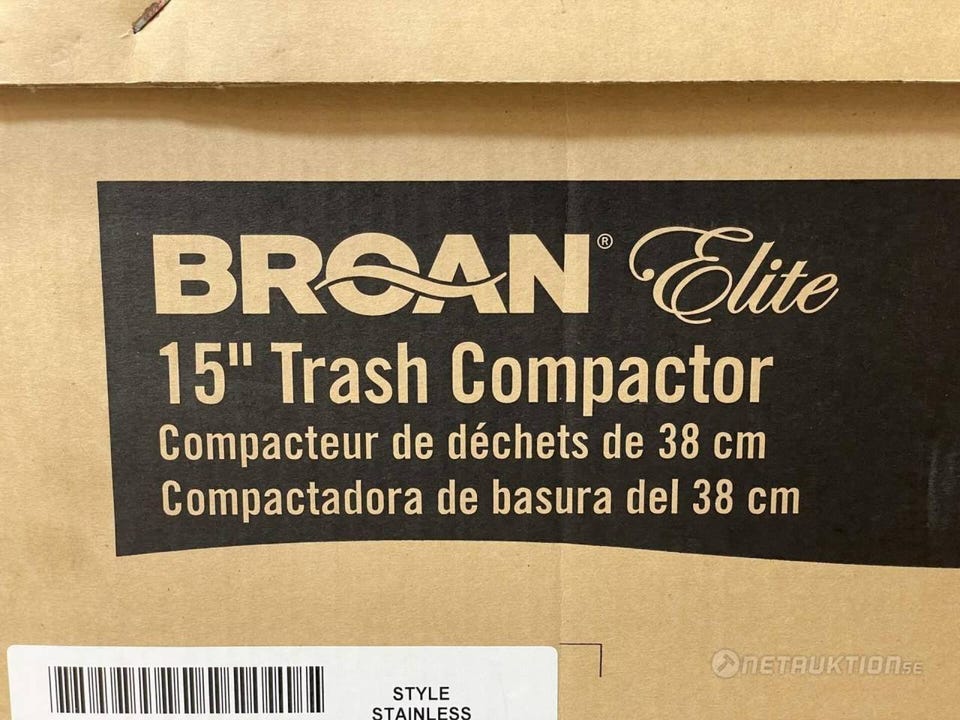 BROAN® Elite
15" Trash Compactor
Compacteur de déchets de 38 cm
Compactadora de basura del 38 cm
STYLE
STAINLESS
NETAUKTION.SE